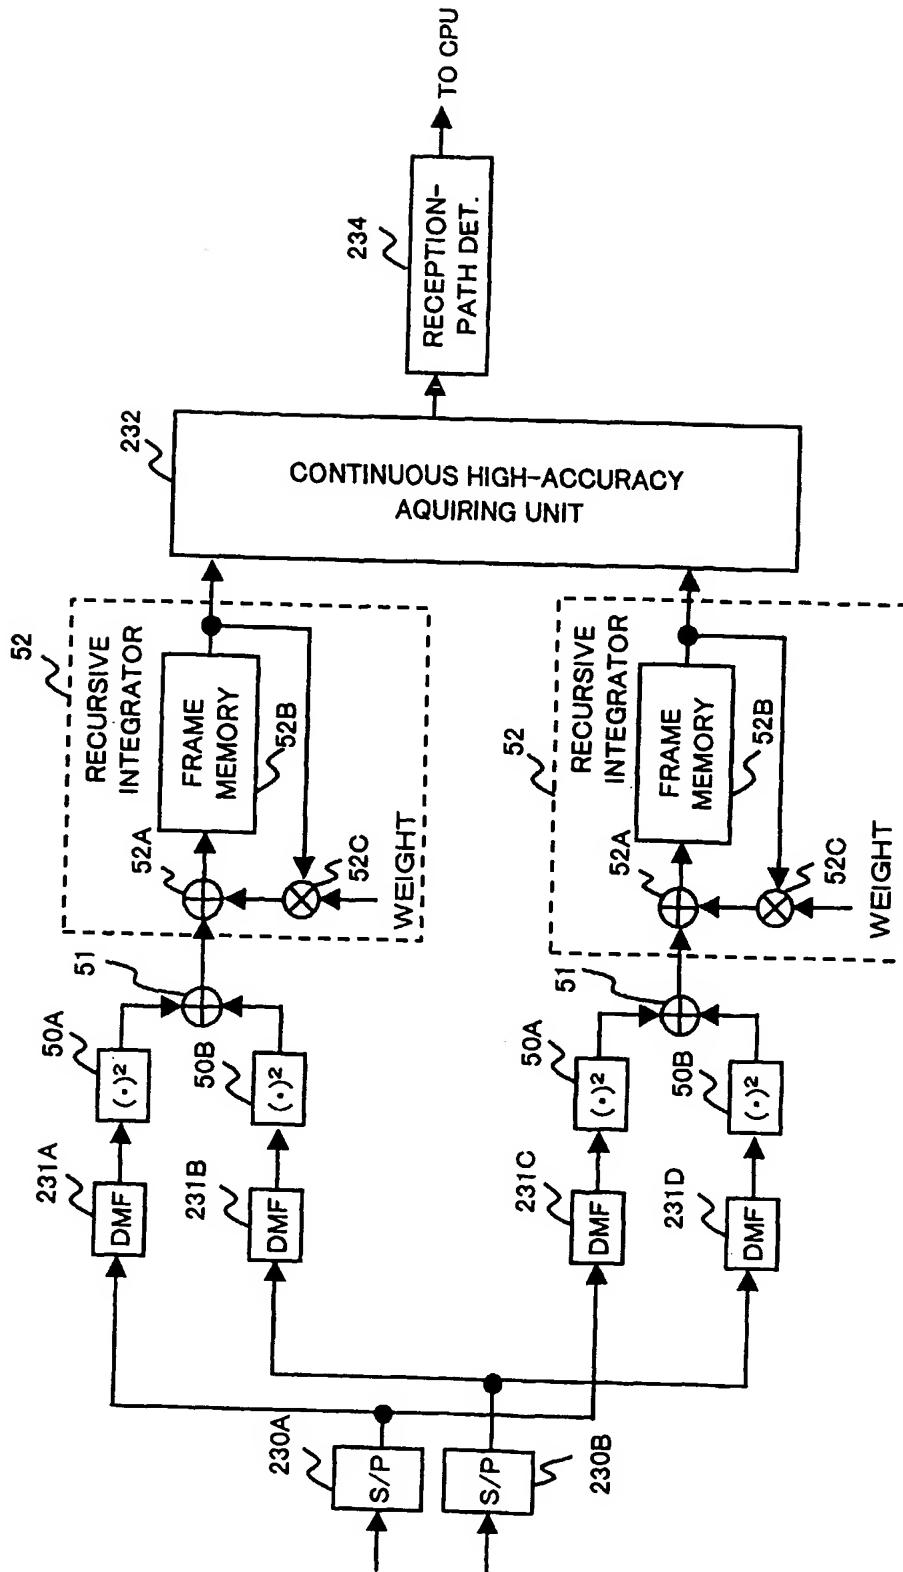 230A
S/P
S/P
230B
231A
DMF
50A
(·)²
231B
DMF
50B
(·)²
51
52
RECURSIVE
INTEGRATOR
52A
FRAME
MEMORY
52B
52C
WEIGHT
231C
DMF
50A
(·)²
231D
DMF
50B
(·)²
51
52
RECURSIVE
INTEGRATOR
52A
FRAME
MEMORY
52B
52C
WEIGHT
232
CONTINUOUS HIGH-ACCURACY
AQUIRING UNIT
234
RECEPTION-
PATH DET.
TO CPU